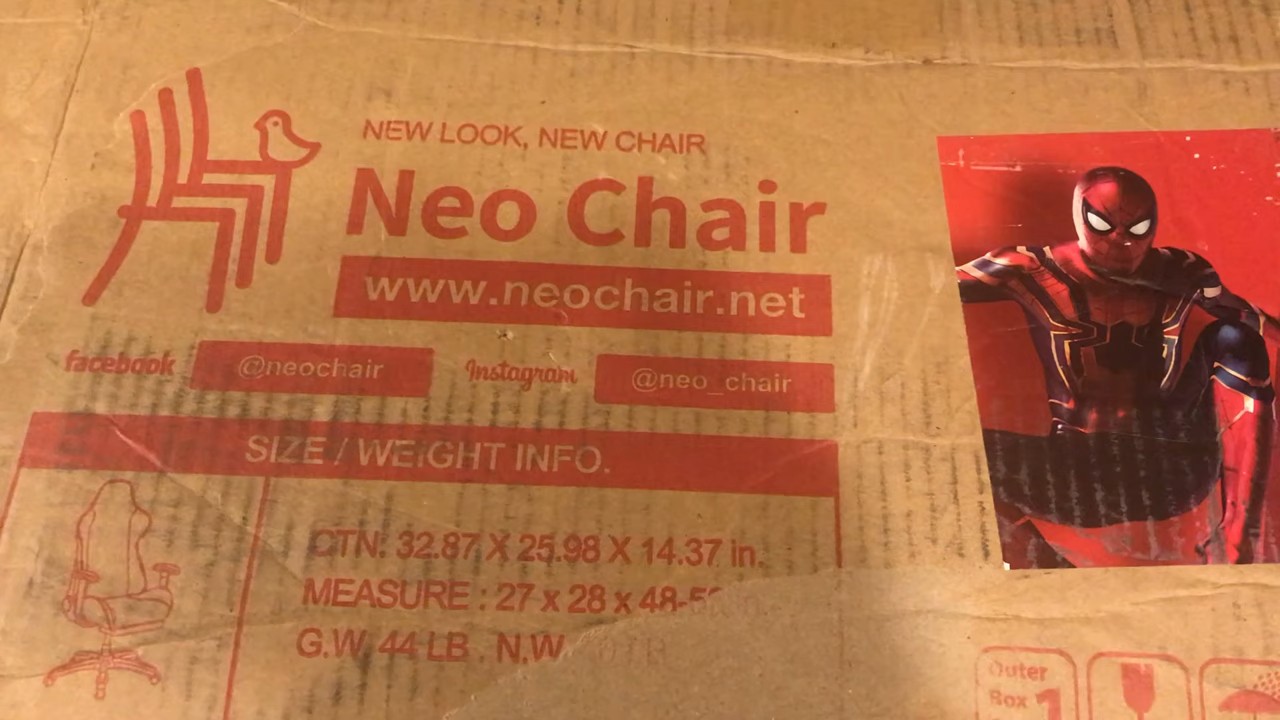 NEW LOOK, NEW CHAIR
Neo Chair
www.neochair.net
facebook @neochair Instagram @neo_chair
SIZE / WEIGHT INFO.
CTN. 32.87 X 25.98 X 14.37 in.
MEASURE : 27 x 28 x 48-
G.W 44 LB . N.W
Outer
Box 1